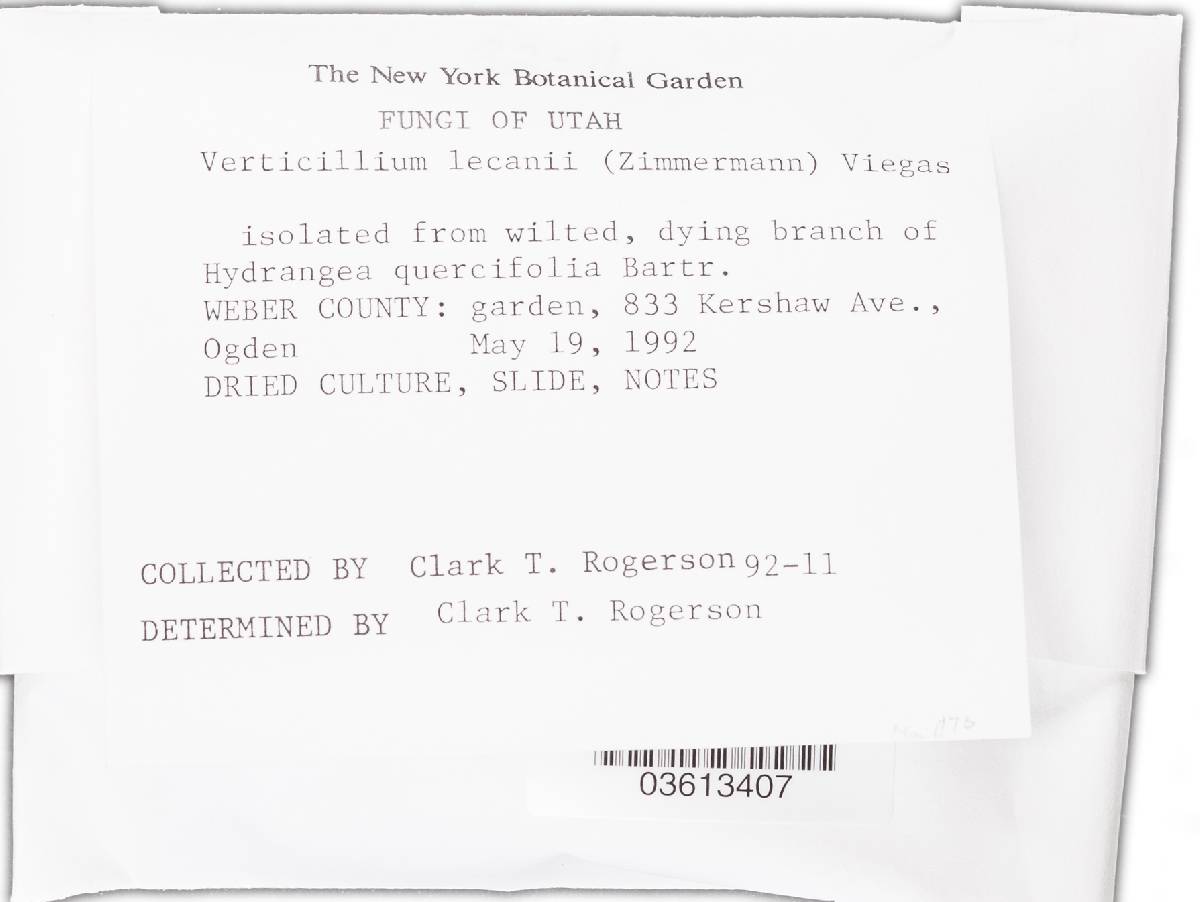 The New York Botanical Garden
FUNGI OF UTAH
Verticillium lecanii (Zimmermann) Viegas
isolated from wilted, dying branch of
Hydrangea quercifolia Bartr.
WEBER COUNTY: garden, 833 Kershaw Ave.,
Ogden May 19, 1992
DRIED CULTURE, SLIDE, NOTES
COLLECTED BY Clark T. Rogerson 92-11
DETERMINED BY Clark T. Rogerson
03613407